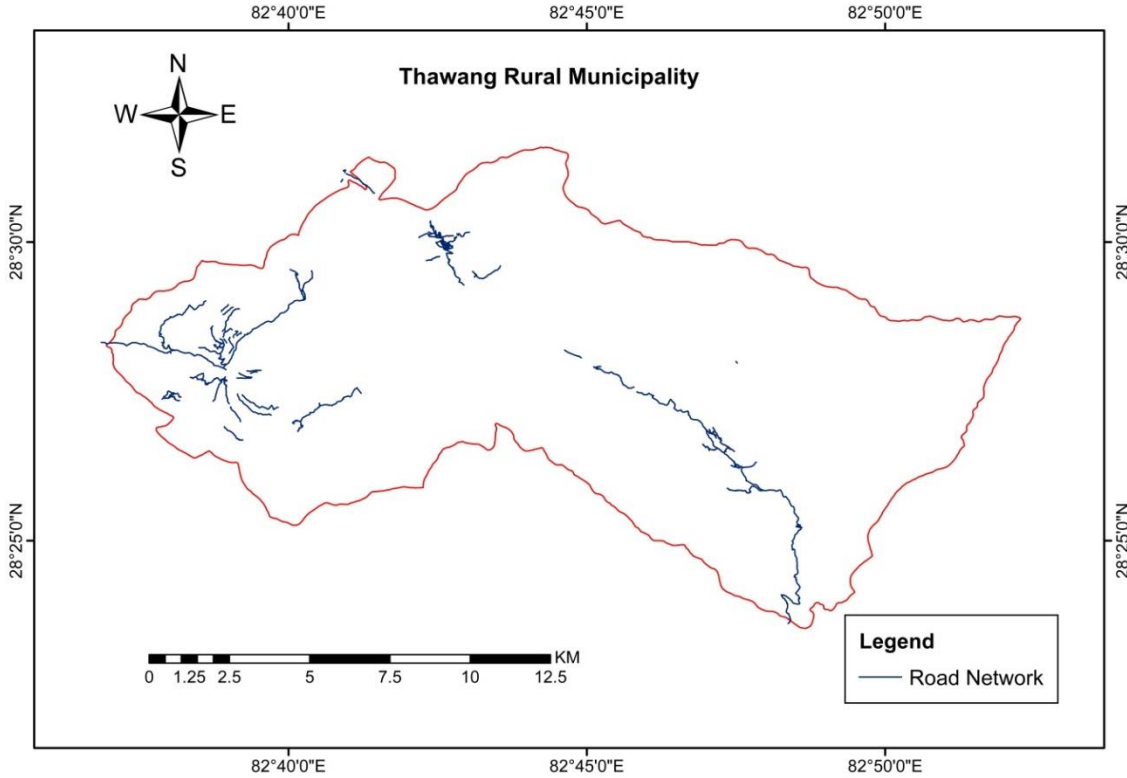 82°40'0"E 82°45'0"E 82°50'0"E
Thawang Rural Municipality
N
W E
S
28°30'0"N 28°30'0"N
28°25'0"N 28°25'0"N
Legend
Road Network
KM
0 1.25 2.5 5 7.5 10 12.5
82°40'0"E 82°45'0"E 82°50'0"E